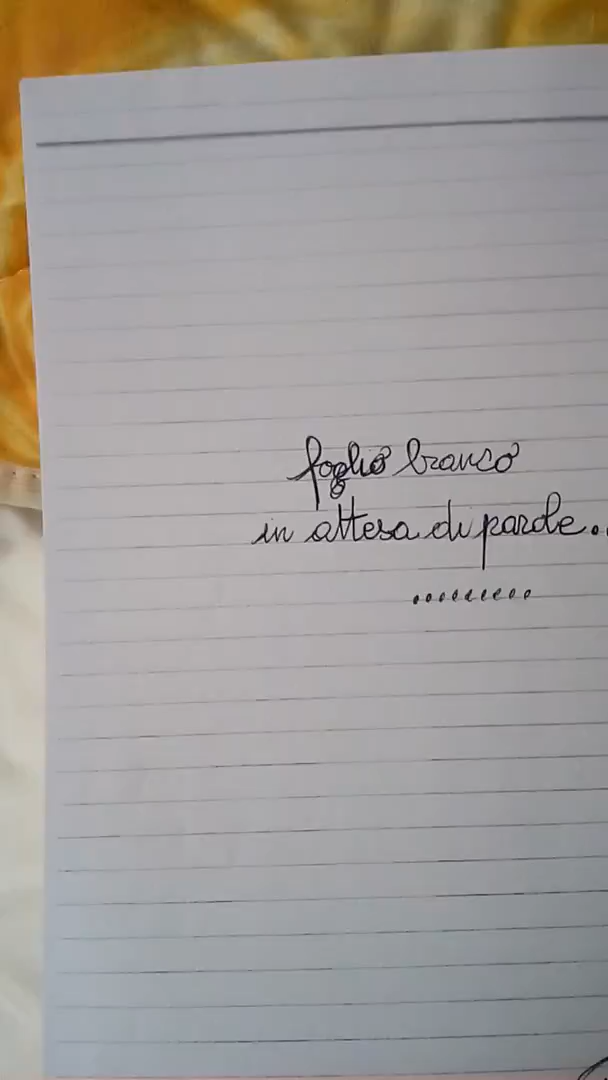 foglio bianco
in attesa di parole..
..........